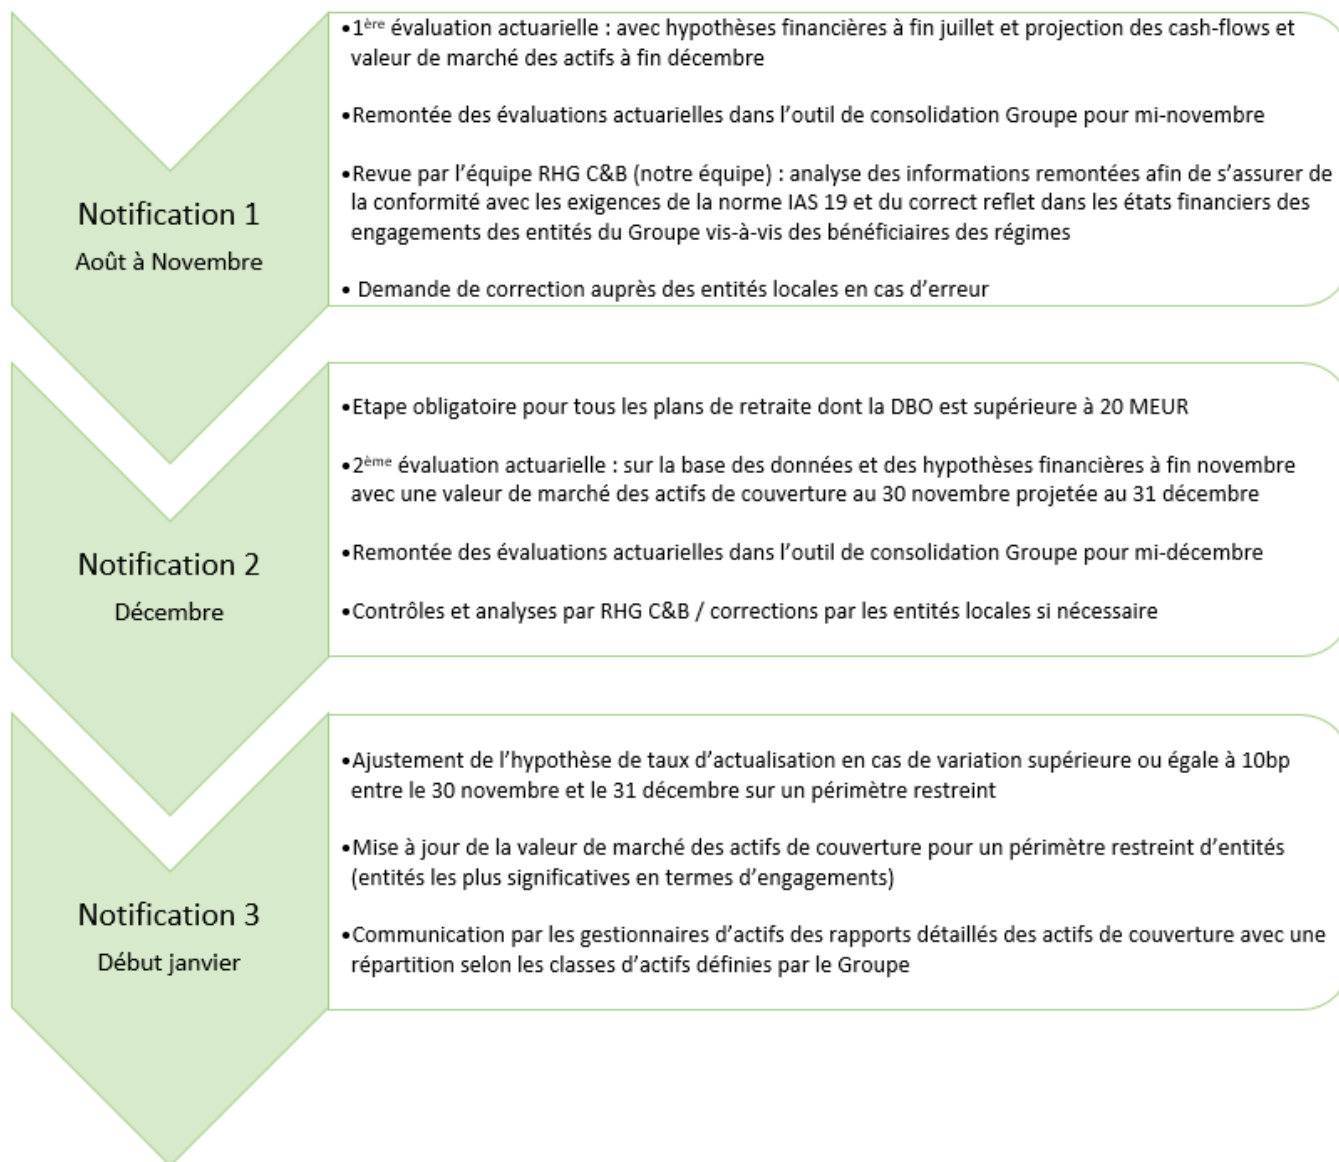 Notification 1
Août à Novembre
•1ère évaluation actuarielle : avec hypothèses financières à fin juillet et projection des cash-flows et
valeur de marché des actifs à fin décembre
•Remontée des évaluations actuarielles dans l’outil de consolidation Groupe pour mi-novembre
•Revue par l’équipe RHG C&B (notre équipe) : analyse des informations remontées afin de s’assurer de
la conformité avec les exigences de la norme IAS 19 et du correct reflet dans les états financiers des
engagements des entités du Groupe vis-à-vis des bénéficiaires des régimes
• Demande de correction auprès des entités locales en cas d’erreur
Notification 2
Décembre
•Etape obligatoire pour tous les plans de retraite dont la DBO est supérieure à 20 MEUR
•2ème évaluation actuarielle : sur la base des données et des hypothèses financières à fin novembre
avec une valeur de marché des actifs de couverture au 30 novembre projetée au 31 décembre
•Remontée des évaluations actuarielles dans l’outil de consolidation Groupe pour mi-décembre
•Contrôles et analyses par RHG C&B / corrections par les entités locales si nécessaire
Notification 3
Début janvier
•Ajustement de l’hypothèse de taux d’actualisation en cas de variation supérieure ou égale à 10bp
entre le 30 novembre et le 31 décembre sur un périmètre restreint
•Mise à jour de la valeur de marché des actifs de couverture pour un périmètre restreint d’entités
(entités les plus significatives en termes d’engagements)
•Communication par les gestionnaires d’actifs des rapports détaillés des actifs de couverture avec une
répartition selon les classes d’actifs définies par le Groupe